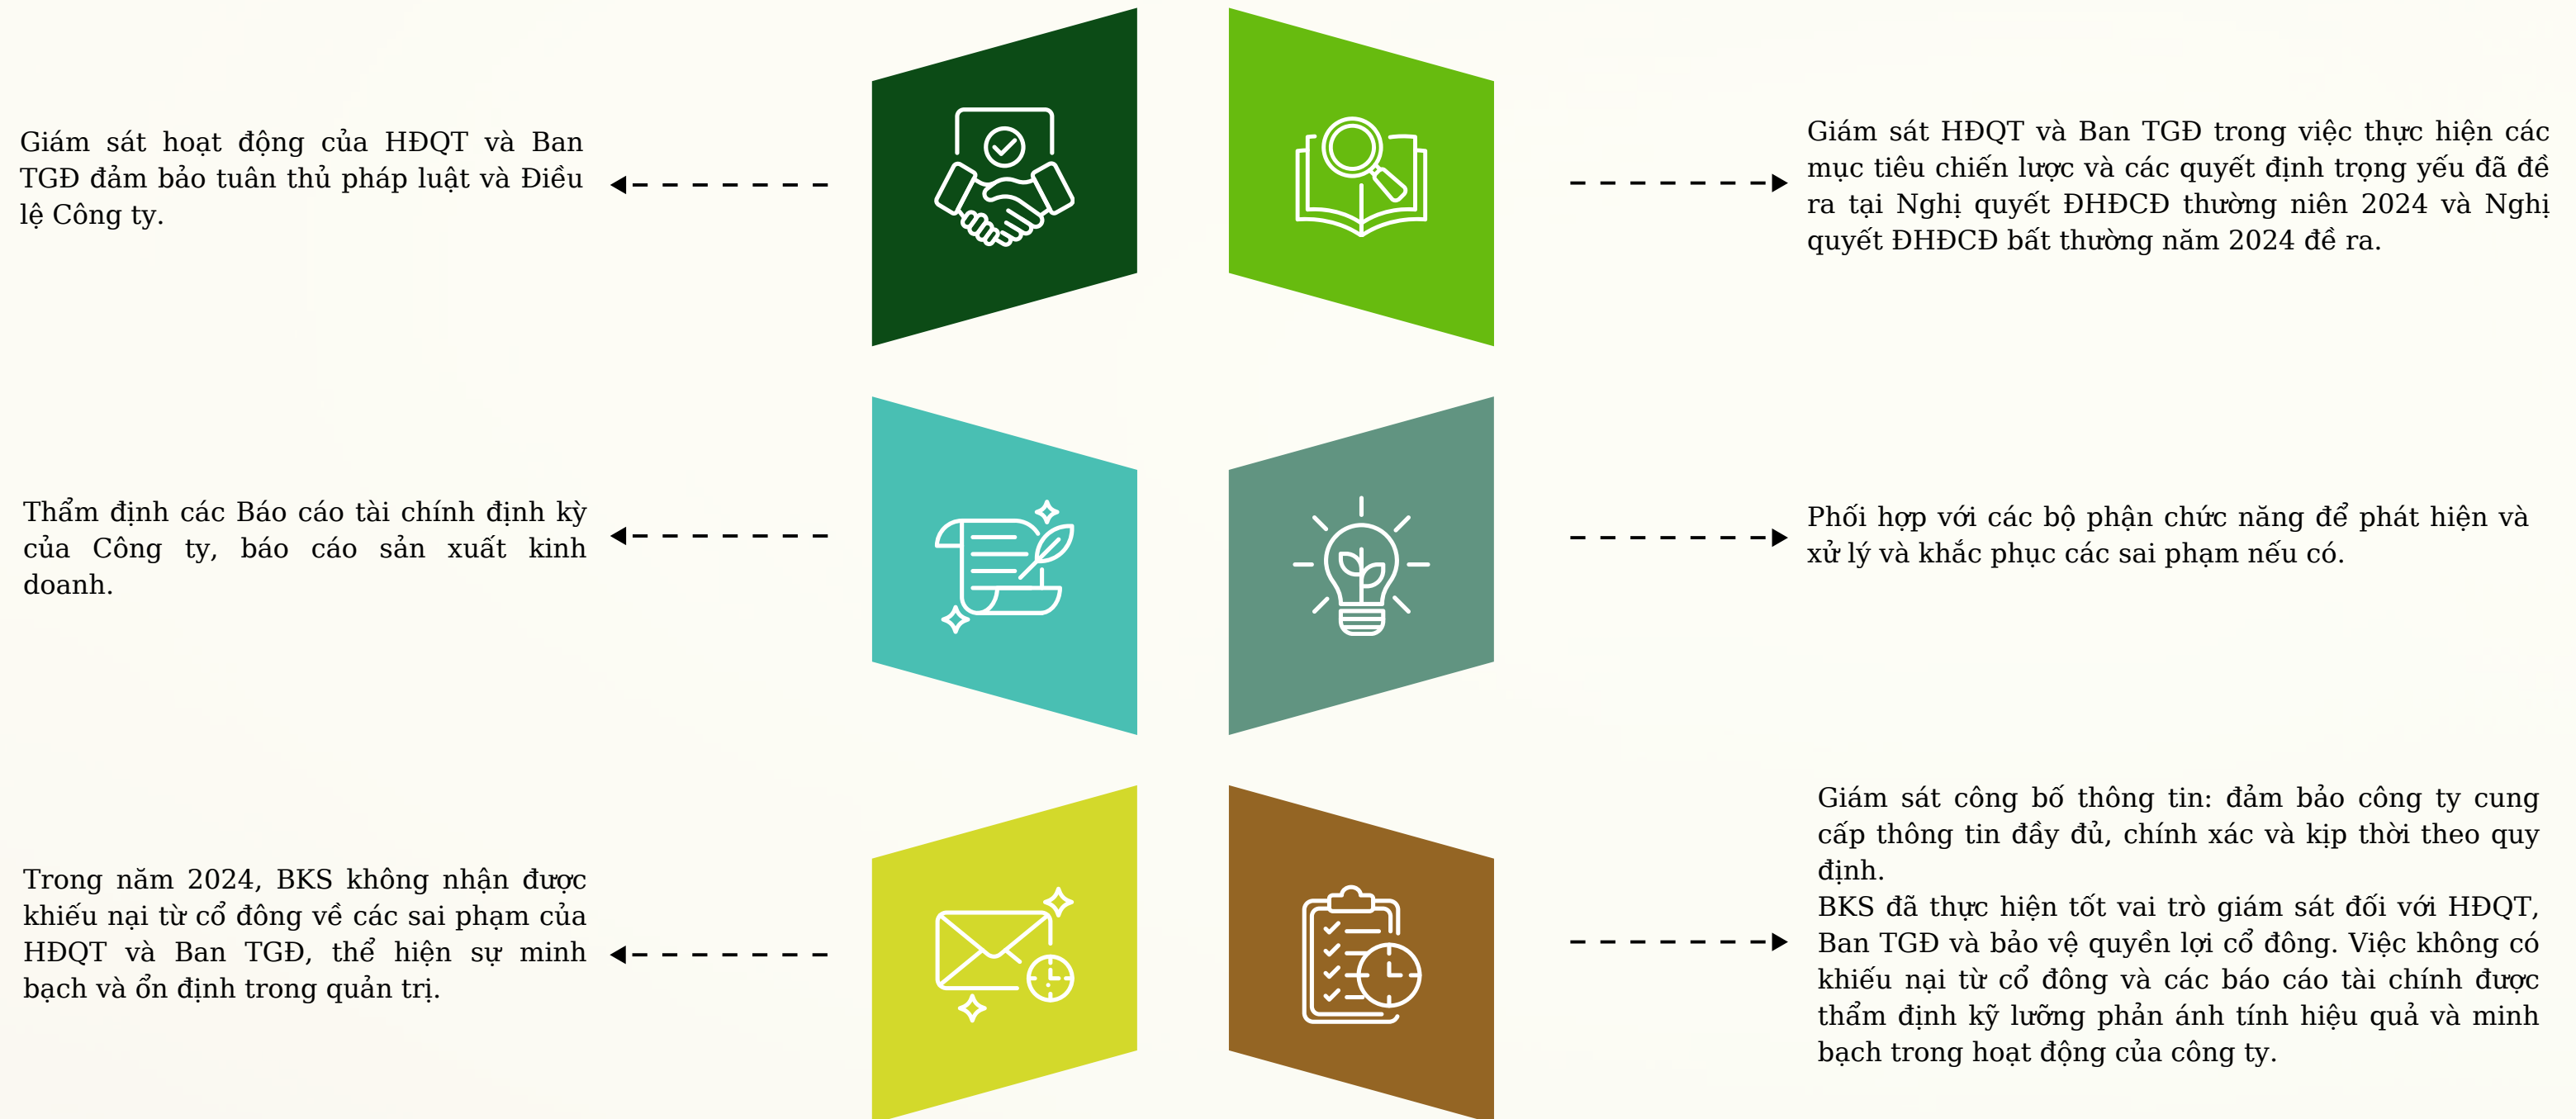 Giám sát hoạt động của HĐQT và Ban
TGĐ đảm bảo tuân thủ pháp luật và Điều
lệ Công ty.
Giám sát HĐQT và Ban TGĐ trong việc thực hiện các
mục tiêu chiến lược và các quyết định trọng yếu đã đề
ra tại Nghị quyết ĐHĐCĐ thường niên 2024 và Nghị
quyết ĐHĐCĐ bất thường năm 2024 đề ra.
Thẩm định các Báo cáo tài chính định kỳ
của Công ty, báo cáo sản xuất kinh
doanh.
Phối hợp với các bộ phận chức năng để phát hiện và
xử lý và khắc phục các sai phạm nếu có.
Trong năm 2024, BKS không nhận được
khiếu nại từ cổ đông về các sai phạm của
HĐQT và Ban TGĐ, thể hiện sự minh
bạch và ổn định trong quản trị.
Giám sát công bố thông tin: đảm bảo công ty cung
cấp thông tin đầy đủ, chính xác và kịp thời theo quy
định.
BKS đã thực hiện tốt vai trò giám sát đối với HĐQT,
Ban TGĐ và bảo vệ quyền lợi cổ đông. Việc không có
khiếu nại từ cổ đông và các báo cáo tài chính được
thẩm định kỹ lưỡng phản ánh tính hiệu quả và minh
bạch trong hoạt động của công ty.